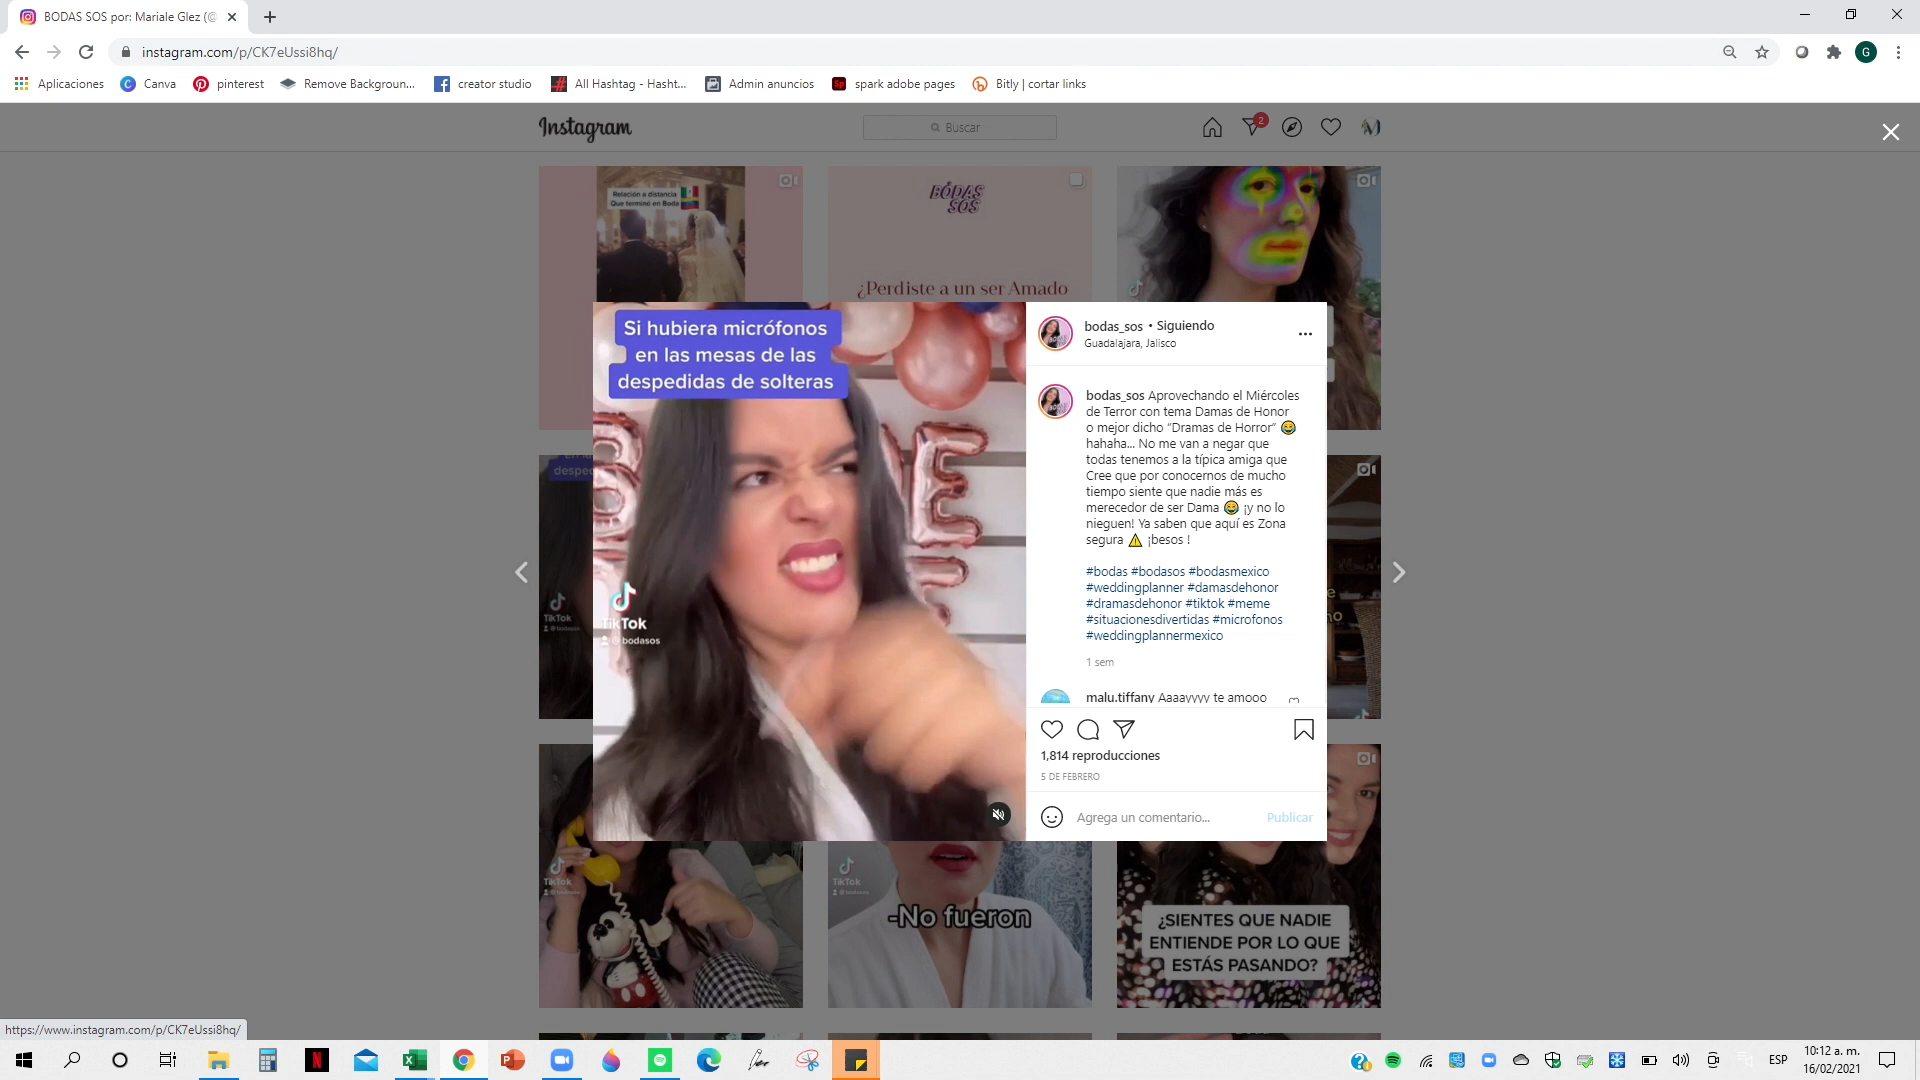 BODAS SOS por: Mariale Glez (@
instagram.com/p/CK7eUssi8hq/
Aplicaciones
Canva
pinterest
Remove Backgroun...
creator studio
All Hashtag - Hasht...
Admin anuncios
spark adobe pages
Bitly | cortar links
Instagram
Buscar
2
Relación a distancia
Que terminó en Boda
BODAS
SOS
¿Perdiste a un ser Amado
Si hubiera micrófonos
en las mesas de las
despedidas de solteras
TikTok
@bodasos
bodas_sos • Siguiendo
Guadalajara, Jalisco
bodas_sos Aprovechando el Miércoles
de Terror con tema Damas de Honor
o mejor dicho “Dramas de Horror” 😂
hahaha... No me van a negar que
todas tenemos a la típica amiga que
Cree que por conocernos de mucho
tiempo siente que nadie más es
merecedor de ser Dama 😂 ¡y no lo
nieguen! Ya saben que aquí es Zona
segura ⚠️ ¡besos !
#bodas #bodasos #bodasmexico
#weddingplanner #damasdehonor
#dramasdehonor #tiktok #meme
#situacionesdivertidas #microfonos
#weddingplannermexico
1 sem
malu.tiffany Aaaayyyy te amooo
1,814 reproducciones
5 DE FEBRERO
Agrega un comentario...
Publicar
TikTok
TikTok
TikTok
-No fueron
¿SIENTES QUE NADIE
ENTIENDE POR LO QUE
ESTÁS PASANDO?
https://www.instagram.com/p/CK7eUssi8hq/
ESP
10:12 a. m.
16/02/2021